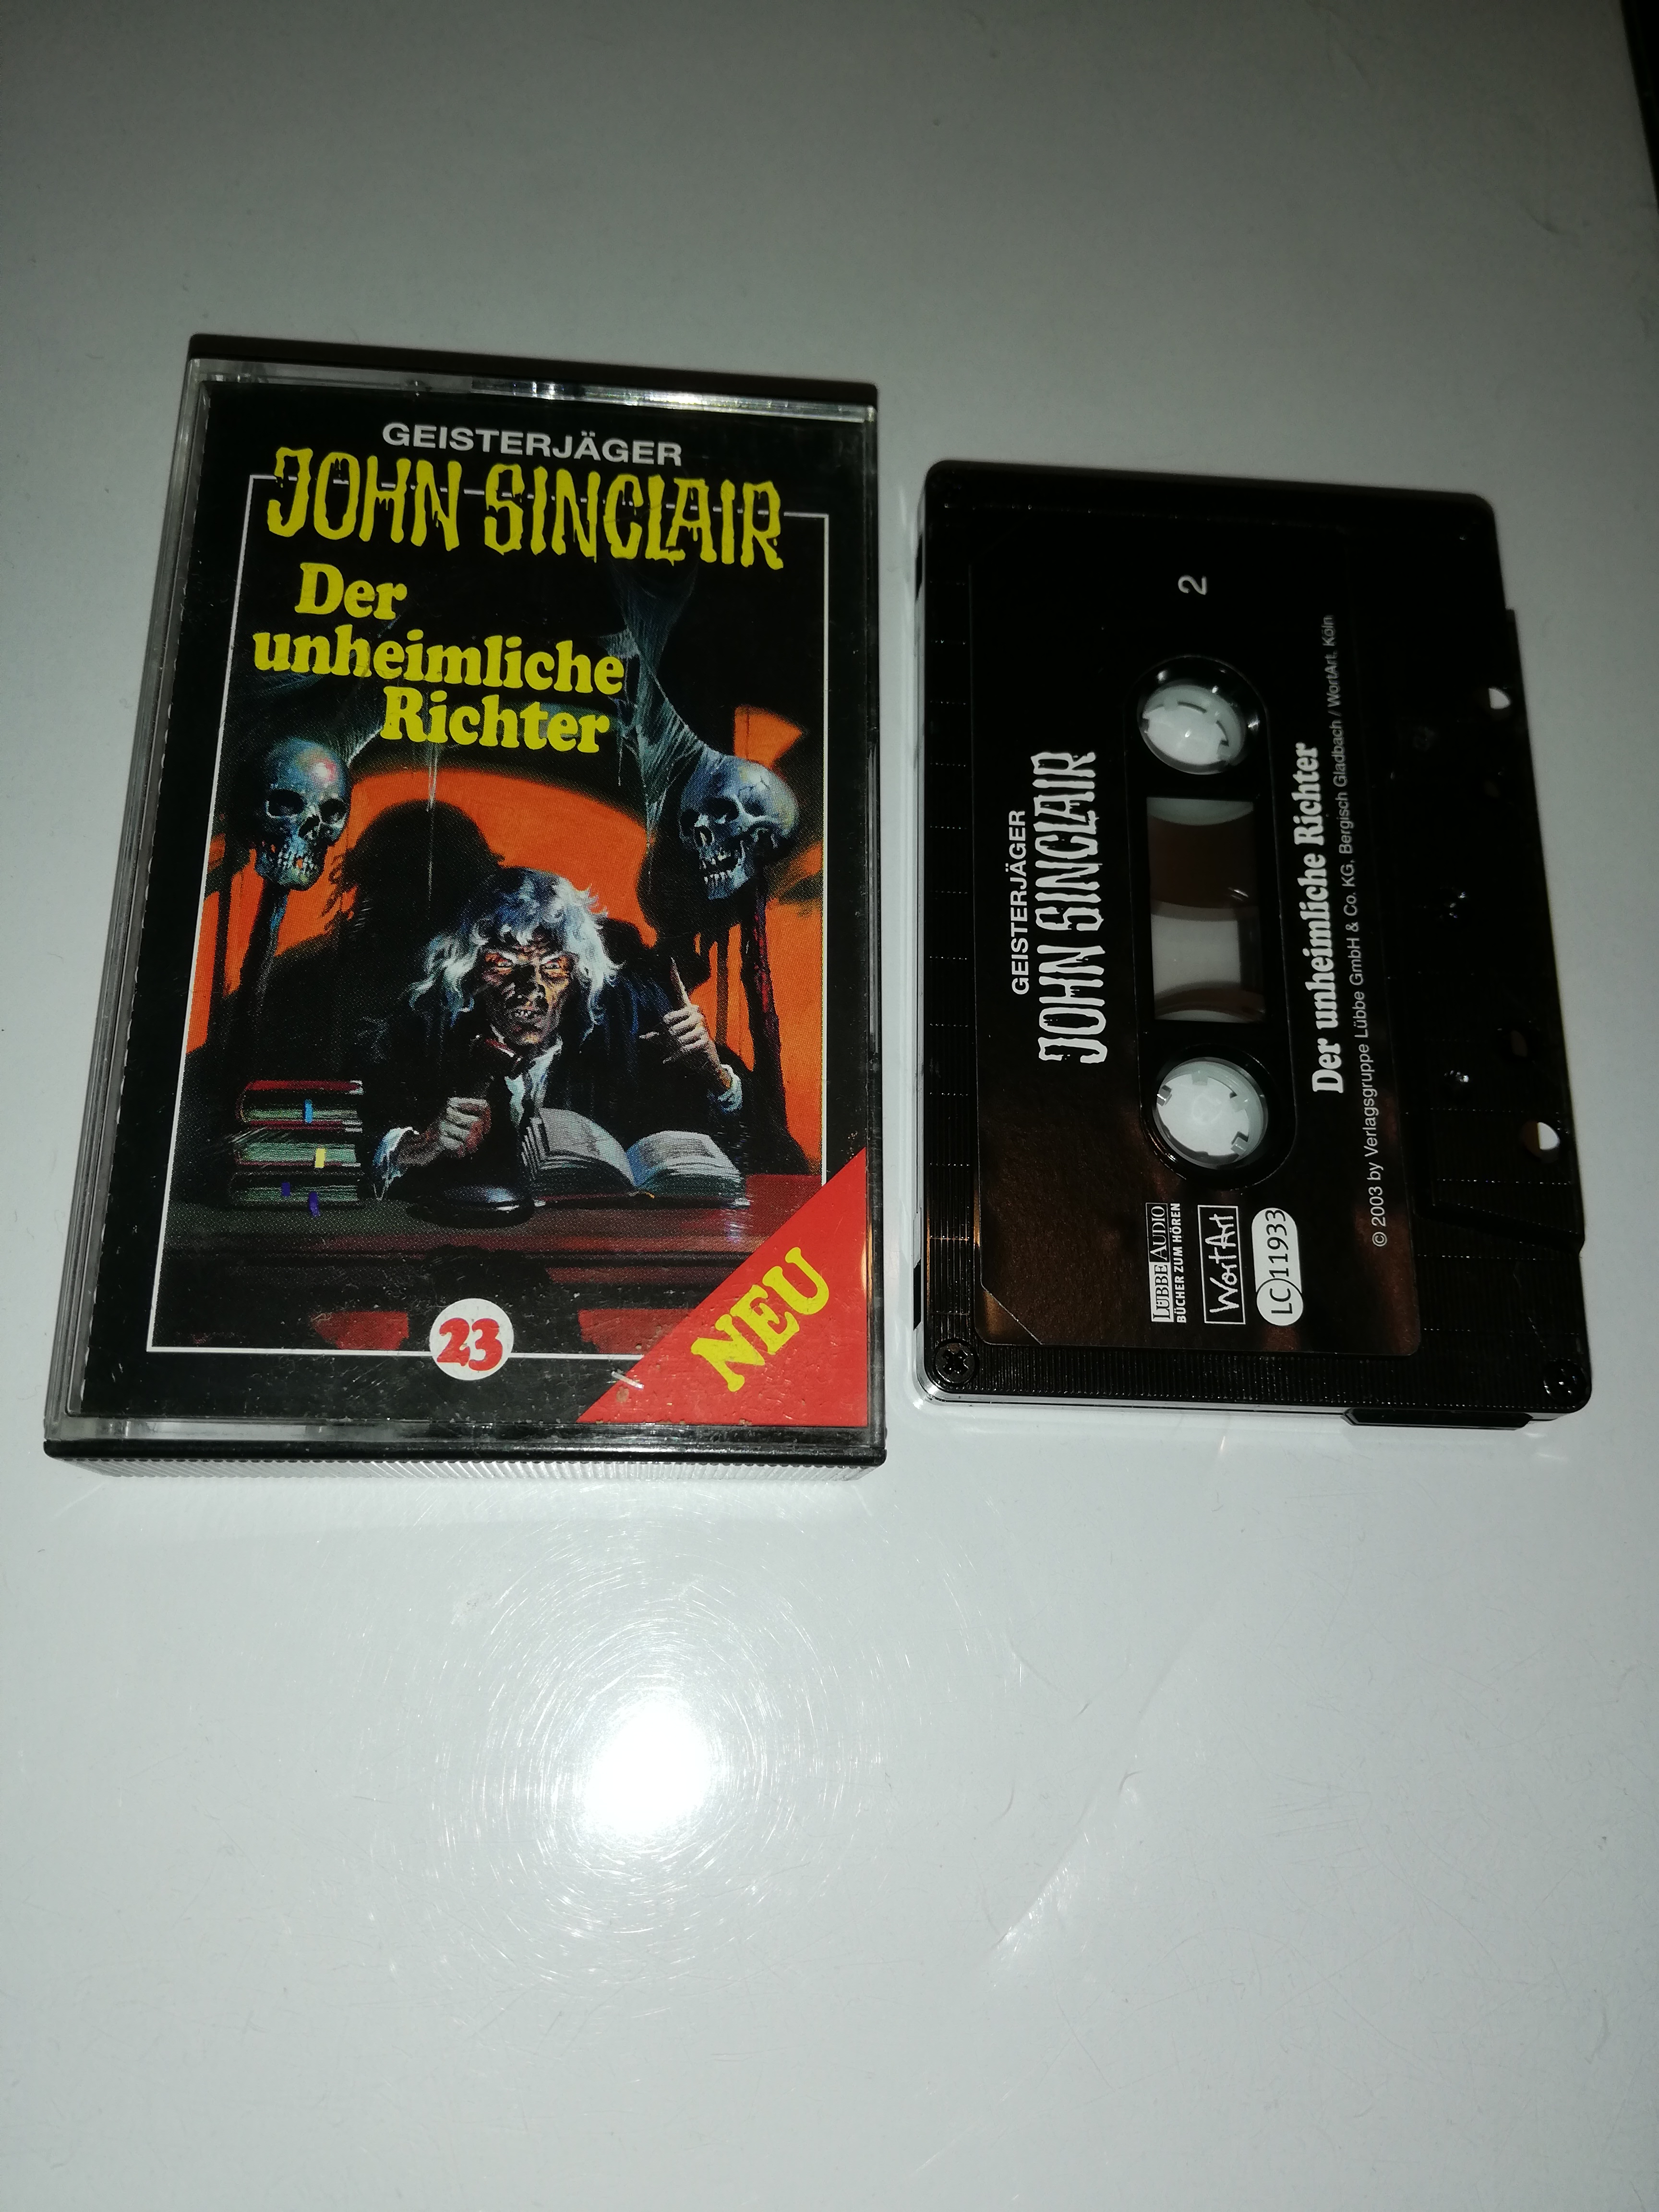 GEISTERJÄGER
JOHN SINCLAIR
Der
unheimliche
Richter
23
NEU
GEISTERJÄGER
JOHN SINCLAIR
2
LÜBBE AUDIO
BÜCHER ZUM HÖREN
WortArt
LC 11933
Der unheimliche Richter
© 2003 by Verlagsgruppe Lübbe GmbH & Co. KG, Bergisch Gladbach / WortArt, Köln